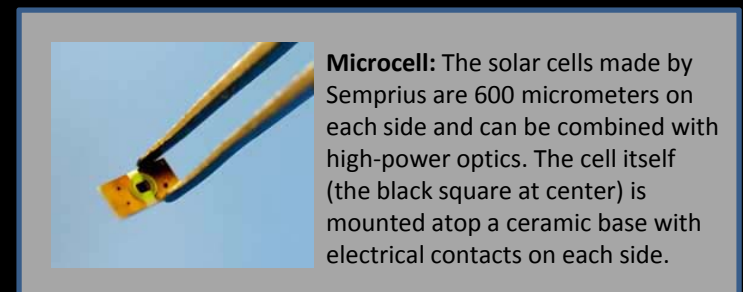 Microcell: The solar cells made by
Semprius are 600 micrometers on
each side and can be combined with
high-power optics. The cell itself
(the black square at center) is
mounted atop a ceramic base with
electrical contacts on each side.